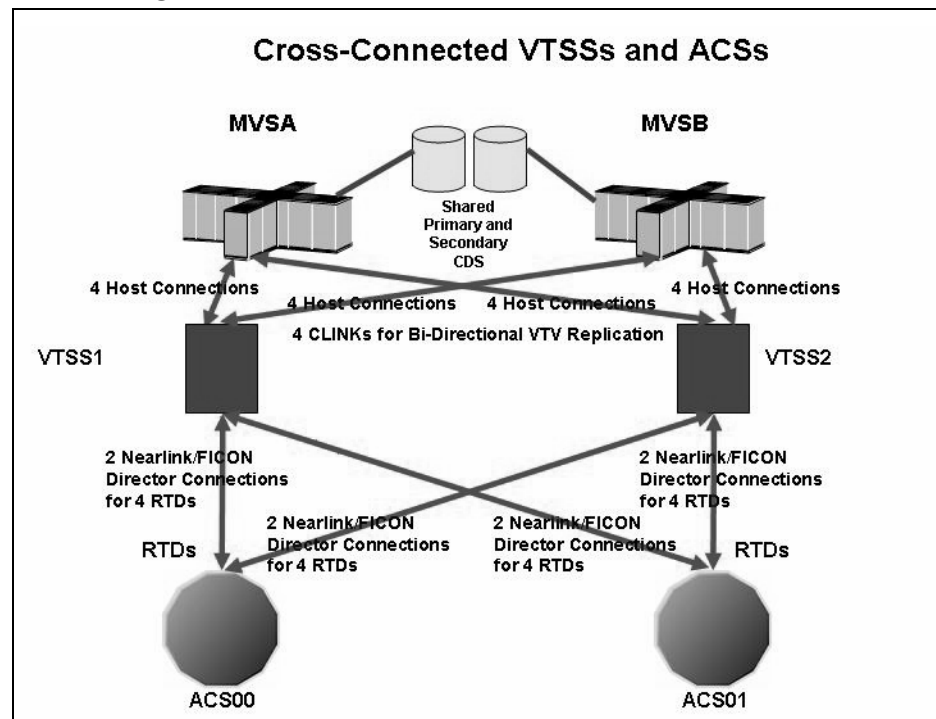 Cross-Connected VTSSs and ACSs
MVSA
MVSB
Shared
Primary and
Secondary
CDS
4 Host Connections
4 Host Connections
4 Host Connections
4 Host Connections
4 CLINKs for Bi-Directional VTV Replication
VTSS1
VTSS2
2 Nearlink/FICON
Director Connections
for 4 RTDs
2 Nearlink/FICON
Director Connections
for 4 RTDs
2 Nearlink/FICON
Director Connections
for 4 RTDs
2 Nearlink/FICON
Director Connections
for 4 RTDs
RTDs
RTDs
ACS00
ACS01